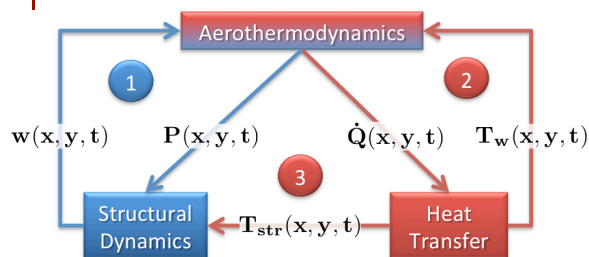 Aerothermodynamics
1
2
w(x, y, t)
P(x, y, t)
Q̇(x, y, t)
T_w(x, y, t)
3
Structural
Dynamics
T_str(x, y, t)
Heat
Transfer